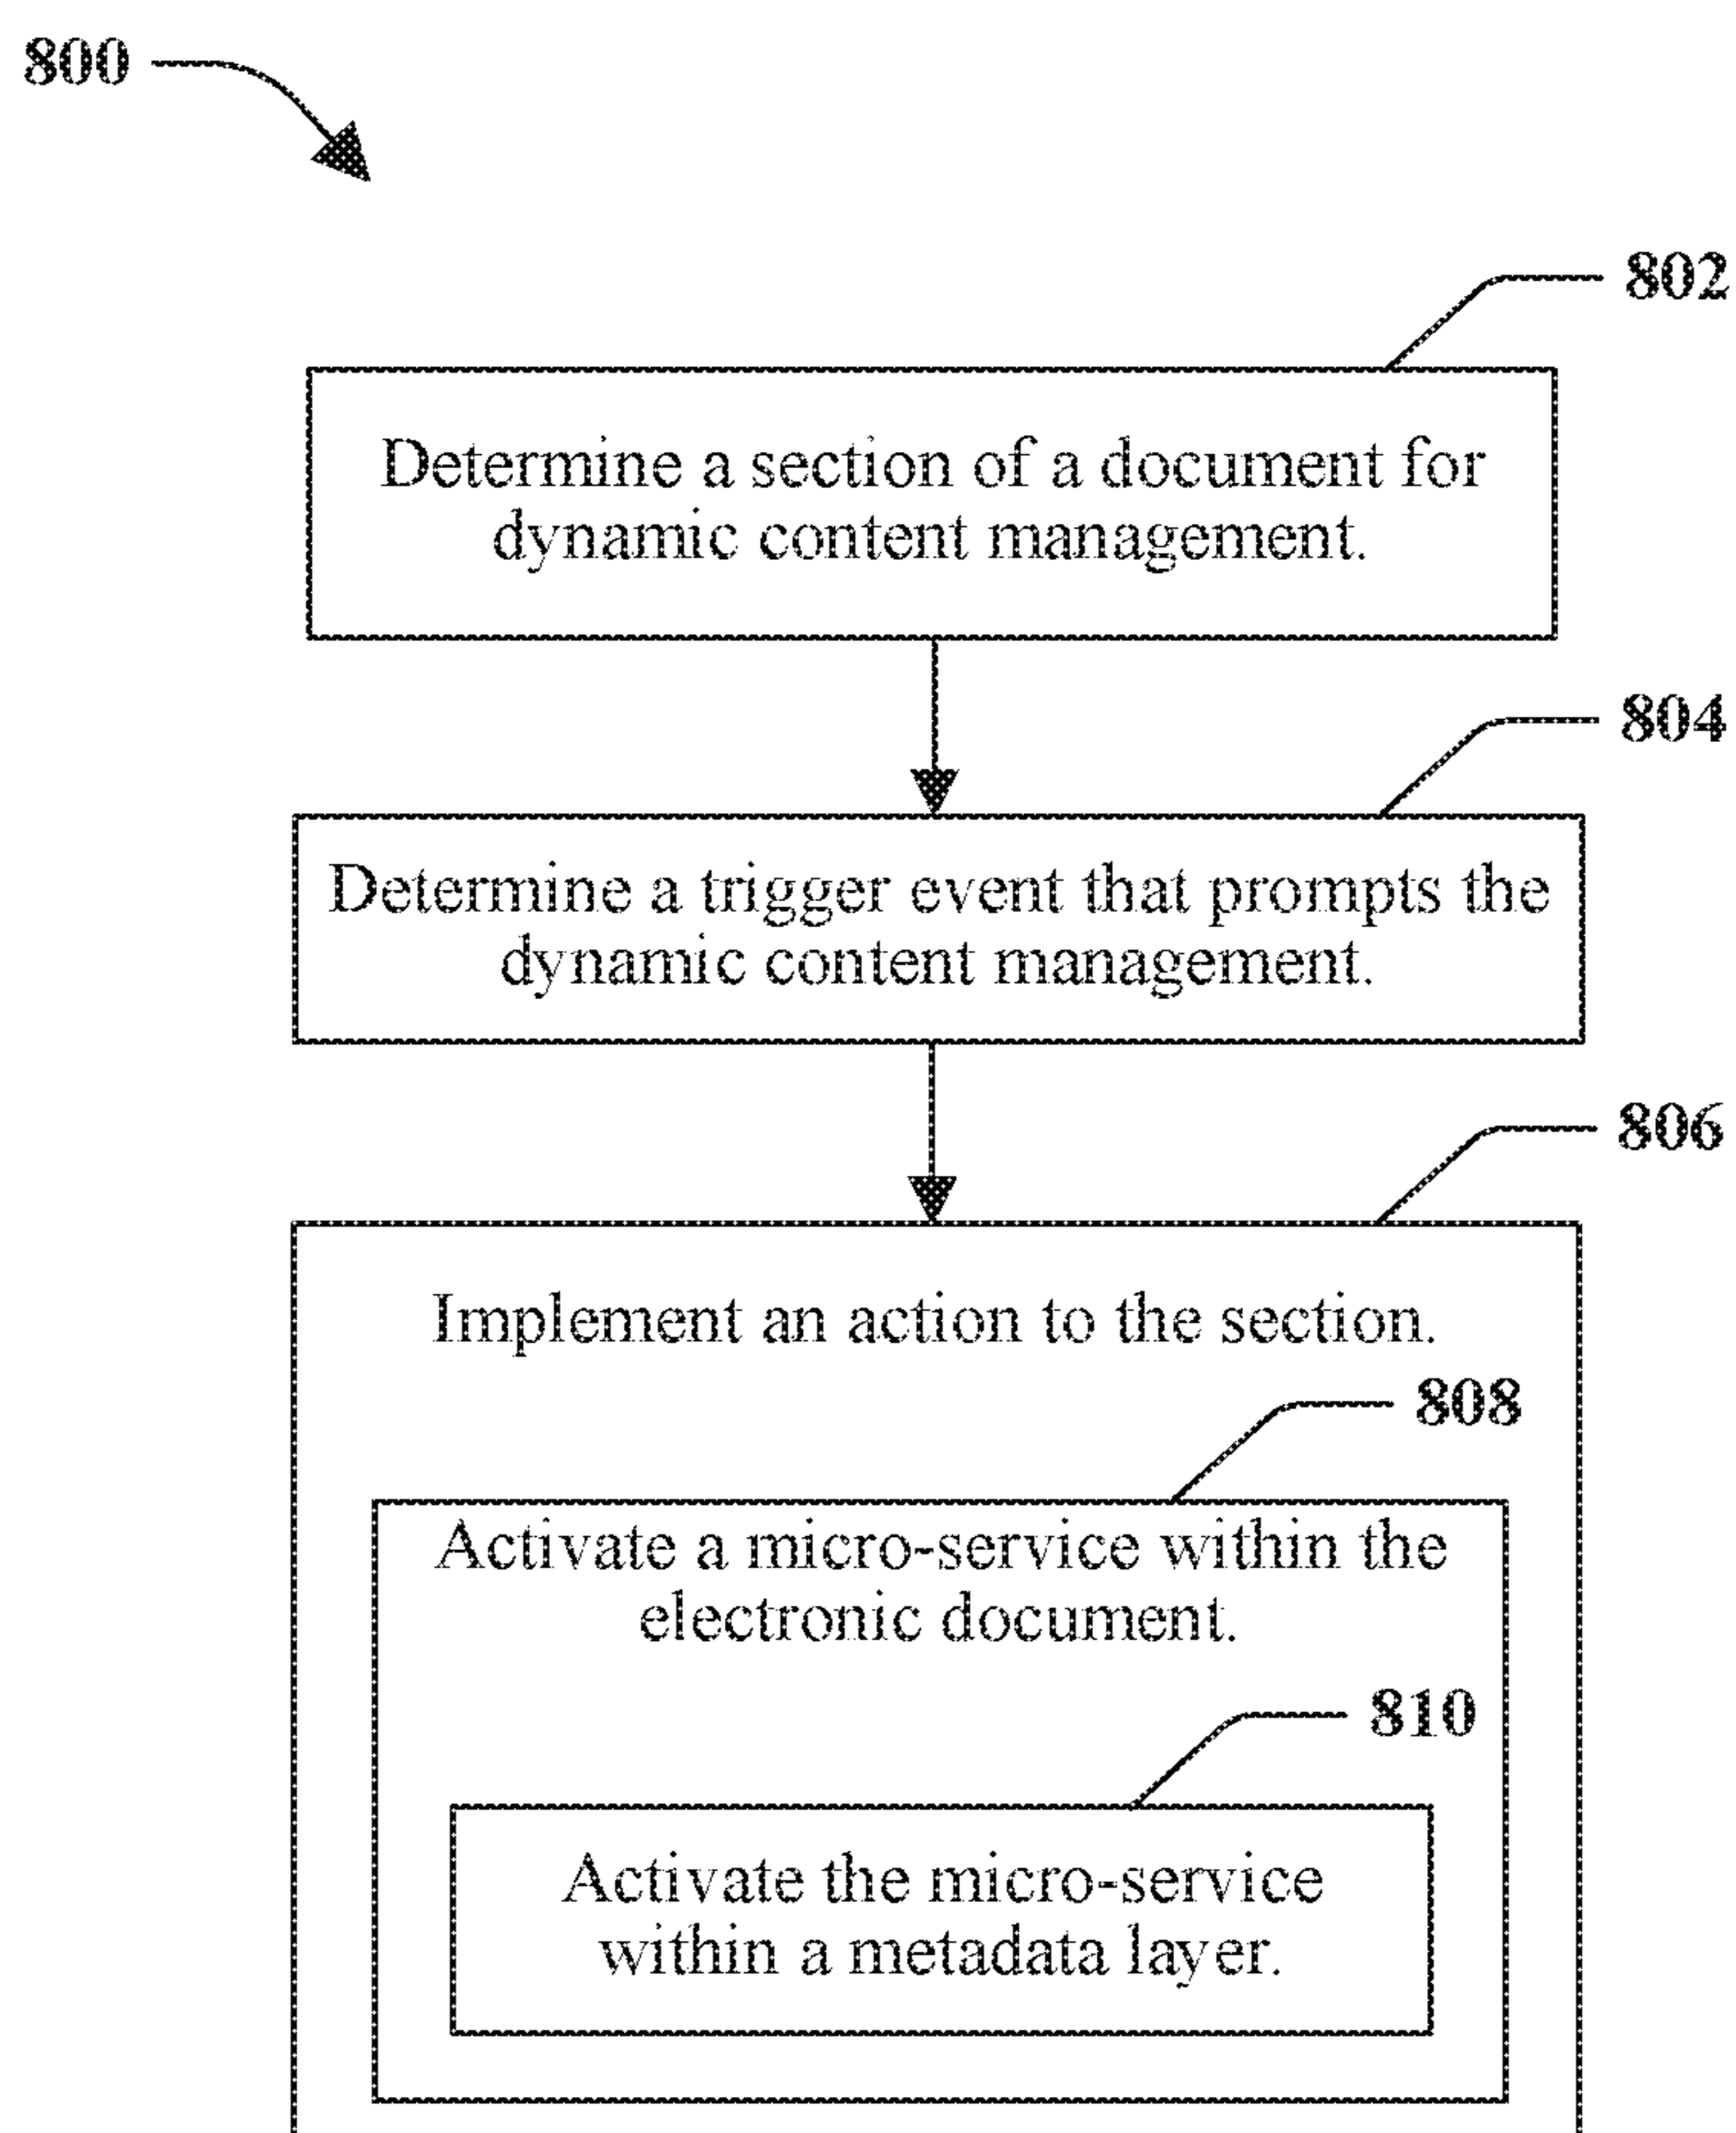 800
802
Determine a section of a document for
dynamic content management.
804
Determine a trigger event that prompts the
dynamic content management.
806
Implement an action to the section.
808
Activate a micro-service within the
electronic document.
810
Activate the micro-service
within a metadata layer.